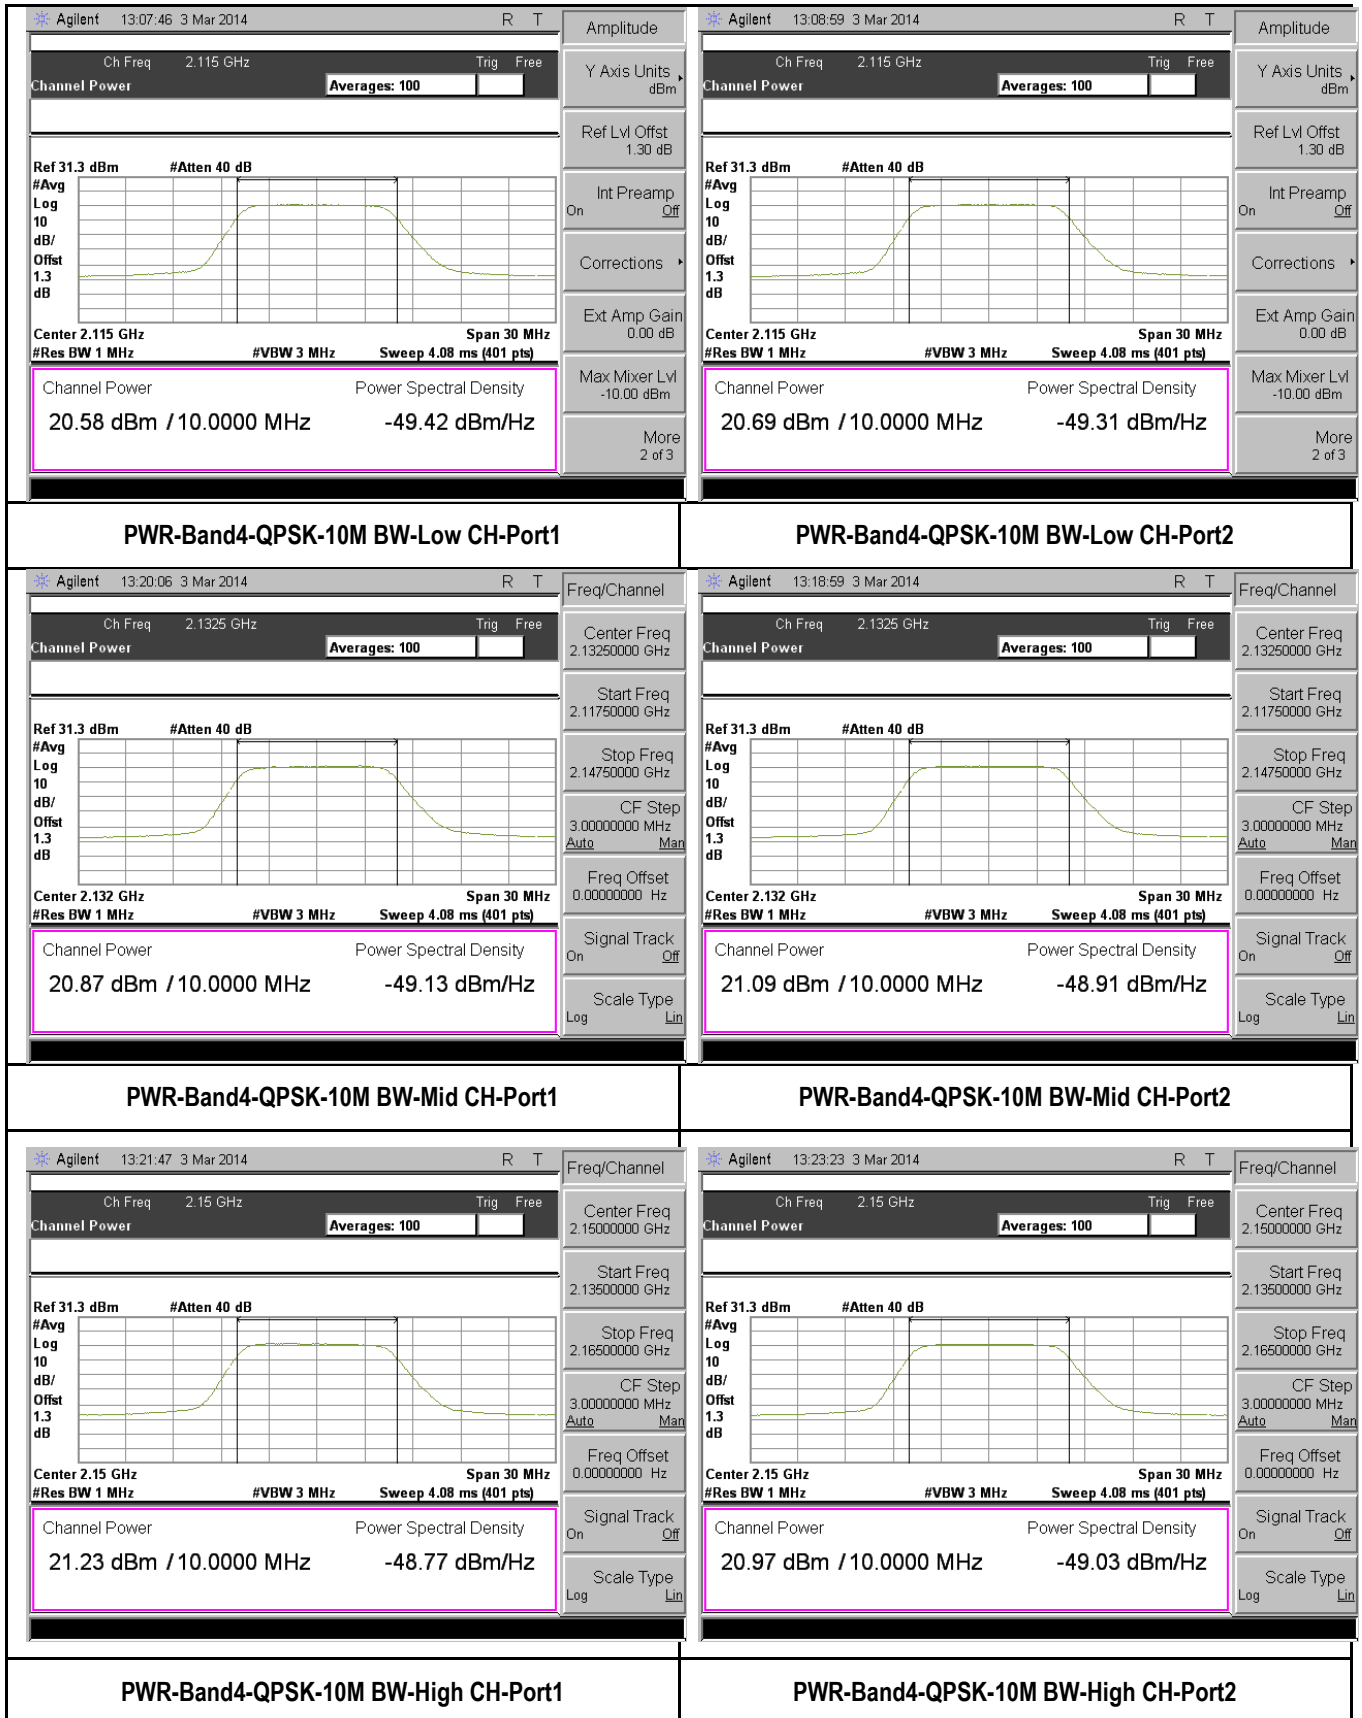 Agilent 13:07:46 3 Mar 2014 R T
Amplitude
Ch Freq 2.115 GHz Trig Free
Channel Power Averages: 100
Y Axis Units
dBm
Ref Lvl Offst
1.30 dB
Ref 31.3 dBm #Atten 40 dB
#Avg
Log
10
dB/
Offst
1.3
dB
Int Preamp
On Off
Corrections
Ext Amp Gain
0.00 dB
Center 2.115 GHz Span 30 MHz
#Res BW 1 MHz #VBW 3 MHz Sweep 4.08 ms (401 pts)
Max Mixer Lvl
-10.00 dBm
Channel Power Power Spectral Density
20.58 dBm / 10.0000 MHz -49.42 dBm/Hz
More
2 of 3
PWR-Band4-QPSK-10M BW-Low CH-Port1
Agilent 13:08:59 3 Mar 2014 R T
Amplitude
Ch Freq 2.115 GHz Trig Free
Channel Power Averages: 100
Y Axis Units
dBm
Ref Lvl Offst
1.30 dB
Ref 31.3 dBm #Atten 40 dB
#Avg
Log
10
dB/
Offst
1.3
dB
Int Preamp
On Off
Corrections
Ext Amp Gain
0.00 dB
Center 2.115 GHz Span 30 MHz
#Res BW 1 MHz #VBW 3 MHz Sweep 4.08 ms (401 pts)
Max Mixer Lvl
-10.00 dBm
Channel Power Power Spectral Density
20.69 dBm / 10.0000 MHz -49.31 dBm/Hz
More
2 of 3
PWR-Band4-QPSK-10M BW-Low CH-Port2
Agilent 13:20:06 3 Mar 2014 R T
Freq/Channel
Ch Freq 2.1325 GHz Trig Free
Channel Power Averages: 100
Center Freq
2.13250000 GHz
Start Freq
2.11750000 GHz
Ref 31.3 dBm #Atten 40 dB
#Avg
Log
10
dB/
Offst
1.3
dB
Stop Freq
2.14750000 GHz
CF Step
3.00000000 MHz
Auto Man
Freq Offset
0.00000000 Hz
Center 2.132 GHz Span 30 MHz
#Res BW 1 MHz #VBW 3 MHz Sweep 4.08 ms (401 pts)
Signal Track
On Off
Channel Power Power Spectral Density
20.87 dBm / 10.0000 MHz -49.13 dBm/Hz
Scale Type
Log Lin
PWR-Band4-QPSK-10M BW-Mid CH-Port1
Agilent 13:18:59 3 Mar 2014 R T
Freq/Channel
Ch Freq 2.1325 GHz Trig Free
Channel Power Averages: 100
Center Freq
2.13250000 GHz
Start Freq
2.11750000 GHz
Ref 31.3 dBm #Atten 40 dB
#Avg
Log
10
dB/
Offst
1.3
dB
Stop Freq
2.14750000 GHz
CF Step
3.00000000 MHz
Auto Man
Freq Offset
0.00000000 Hz
Center 2.132 GHz Span 30 MHz
#Res BW 1 MHz #VBW 3 MHz Sweep 4.08 ms (401 pts)
Signal Track
On Off
Channel Power Power Spectral Density
21.09 dBm / 10.0000 MHz -48.91 dBm/Hz
Scale Type
Log Lin
PWR-Band4-QPSK-10M BW-Mid CH-Port2
Agilent 13:21:47 3 Mar 2014 R T
Freq/Channel
Ch Freq 2.15 GHz Trig Free
Channel Power Averages: 100
Center Freq
2.15000000 GHz
Start Freq
2.13500000 GHz
Ref 31.3 dBm #Atten 40 dB
#Avg
Log
10
dB/
Offst
1.3
dB
Stop Freq
2.16500000 GHz
CF Step
3.00000000 MHz
Auto Man
Freq Offset
0.00000000 Hz
Center 2.15 GHz Span 30 MHz
#Res BW 1 MHz #VBW 3 MHz Sweep 4.08 ms (401 pts)
Signal Track
On Off
Channel Power Power Spectral Density
21.23 dBm / 10.0000 MHz -48.77 dBm/Hz
Scale Type
Log Lin
PWR-Band4-QPSK-10M BW-High CH-Port1
Agilent 13:23:23 3 Mar 2014 R T
Freq/Channel
Ch Freq 2.15 GHz Trig Free
Channel Power Averages: 100
Center Freq
2.15000000 GHz
Start Freq
2.13500000 GHz
Ref 31.3 dBm #Atten 40 dB
#Avg
Log
10
dB/
Offst
1.3
dB
Stop Freq
2.16500000 GHz
CF Step
3.00000000 MHz
Auto Man
Freq Offset
0.00000000 Hz
Center 2.15 GHz Span 30 MHz
#Res BW 1 MHz #VBW 3 MHz Sweep 4.08 ms (401 pts)
Signal Track
On Off
Channel Power Power Spectral Density
20.97 dBm / 10.0000 MHz -49.03 dBm/Hz
Scale Type
Log Lin
PWR-Band4-QPSK-10M BW-High CH-Port2